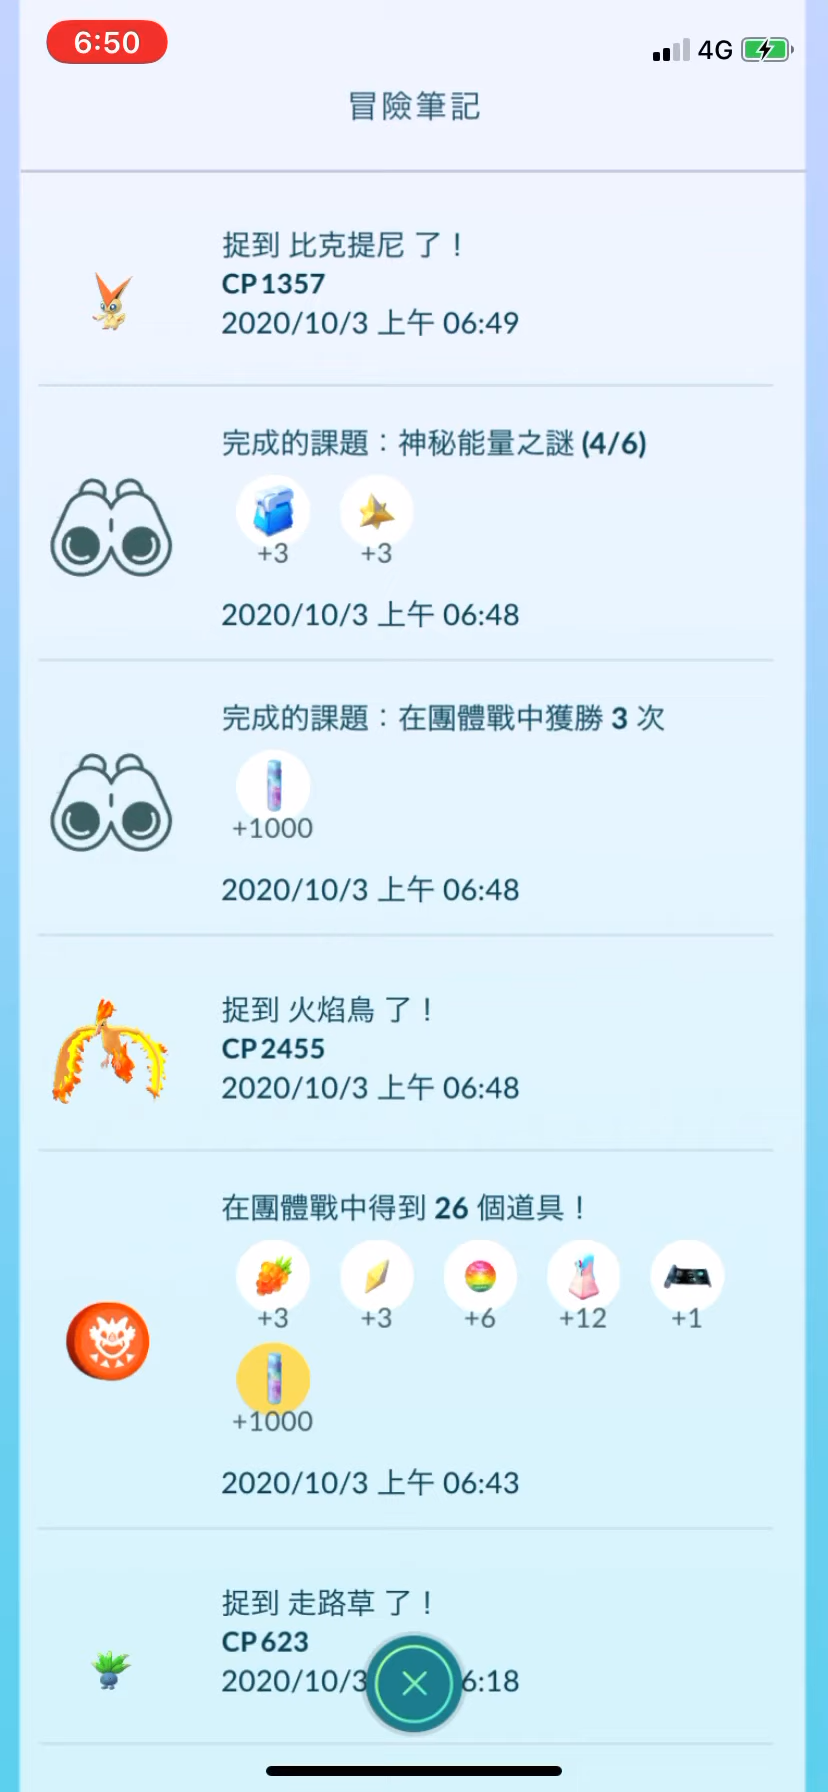 6:50
4G
冒險筆記
捉到 比克提尼 了！
CP1357
2020/10/3 上午 06:49
完成的課題：神秘能量之謎 (4/6)
+3 +3
2020/10/3 上午 06:48
完成的課題：在團體戰中獲勝 3 次
+1000
2020/10/3 上午 06:48
捉到 火焰鳥 了！
CP2455
2020/10/3 上午 06:48
在團體戰中得到 26 個道具！
+3 +3 +6 +12 +1
+1000
2020/10/3 上午 06:43
捉到 走路草 了！
CP623
2020/10/3 6:18